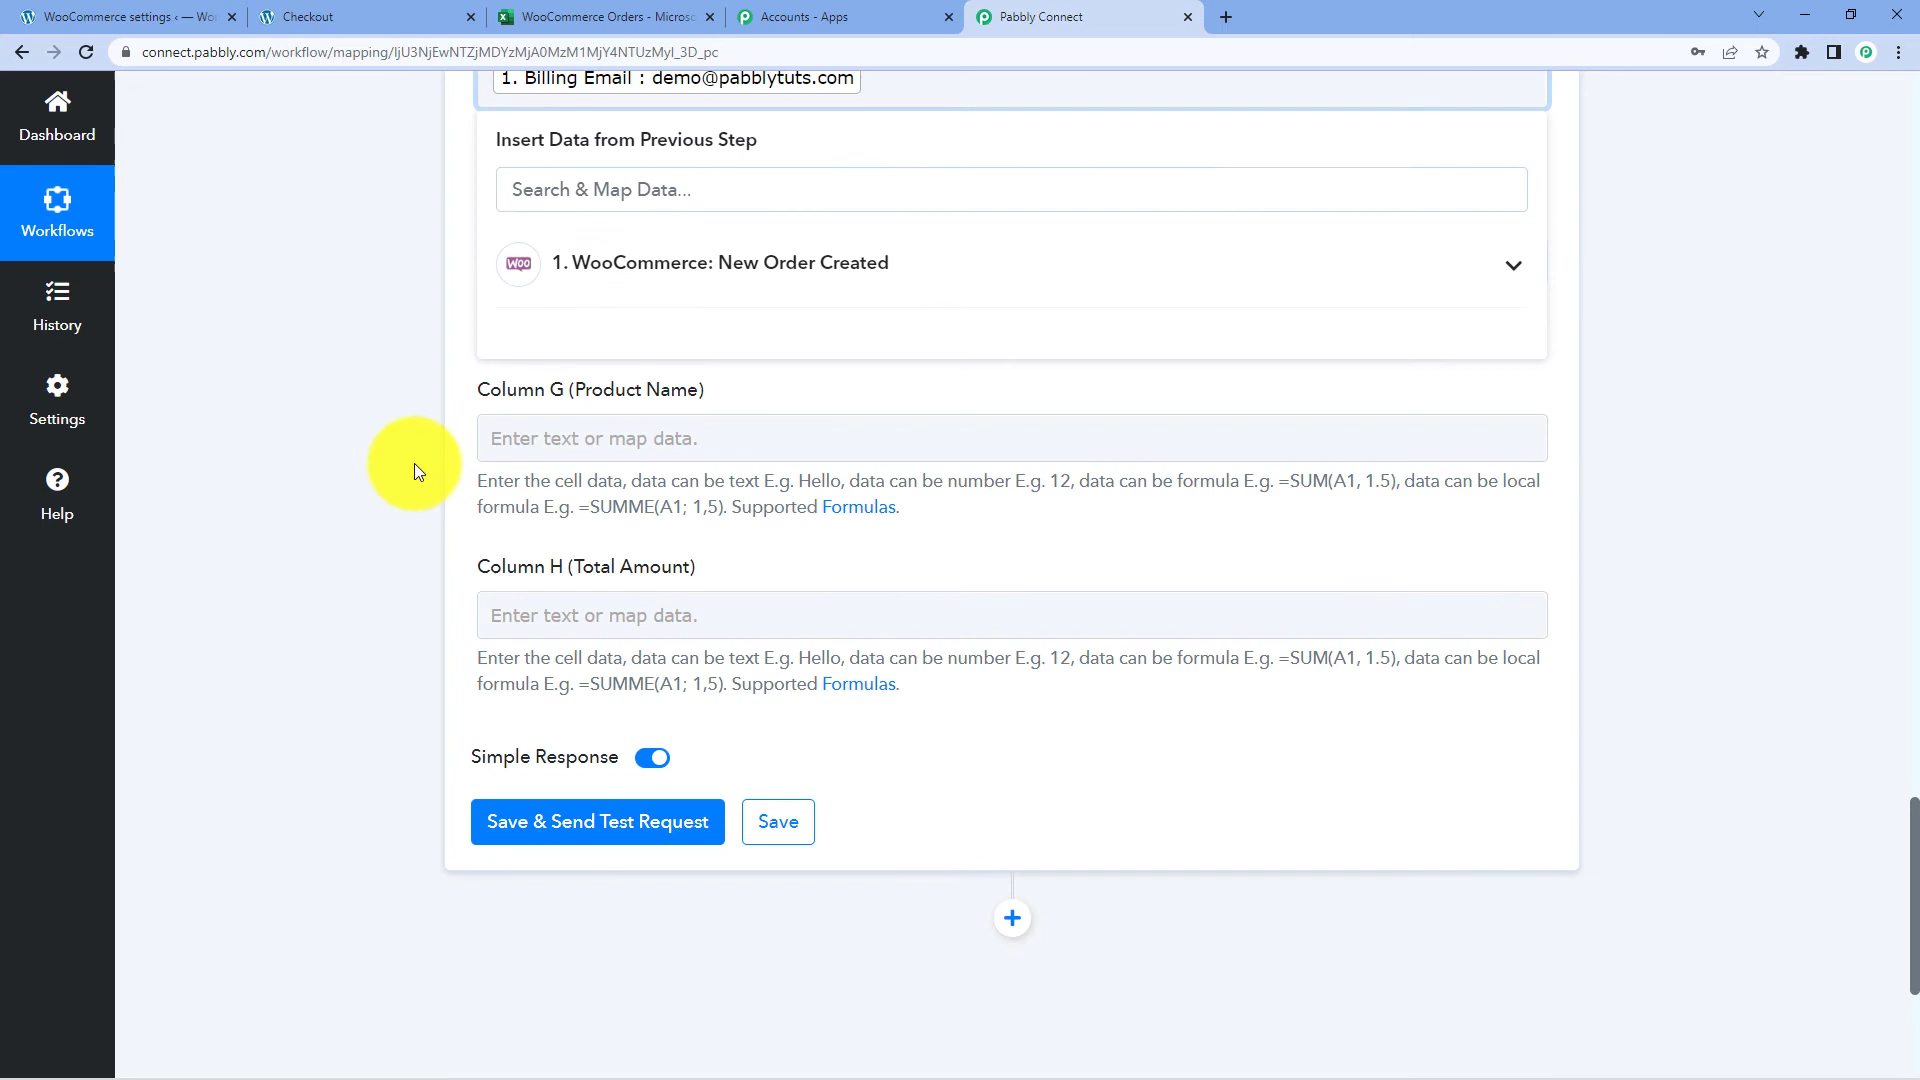 WooCommerce settings ‹ — Wor
Checkout
WooCommerce Orders - Microso
Accounts - Apps
Pabbly Connect
connect.pabbly.com/workflow/mapping/IjU3NjEwNTZjMDYzMjA0MzM1MjY4NTUzMyI_3D_pc
Dashboard
Workflows
History
Settings
Help
1. Billing Email : demo@pabblytuts.com
Insert Data from Previous Step
Search & Map Data...
Woo
1. WooCommerce: New Order Created
Column G (Product Name)
Enter text or map data.
Enter the cell data, data can be text E.g. Hello, data can be number E.g. 12, data can be formula E.g. =SUM(A1, 1.5), data can be local
formula E.g. =SUMME(A1; 1,5). Supported Formulas.
Column H (Total Amount)
Enter text or map data.
Enter the cell data, data can be text E.g. Hello, data can be number E.g. 12, data can be formula E.g. =SUM(A1, 1.5), data can be local
formula E.g. =SUMME(A1; 1,5). Supported Formulas.
Simple Response
Save & Send Test Request
Save